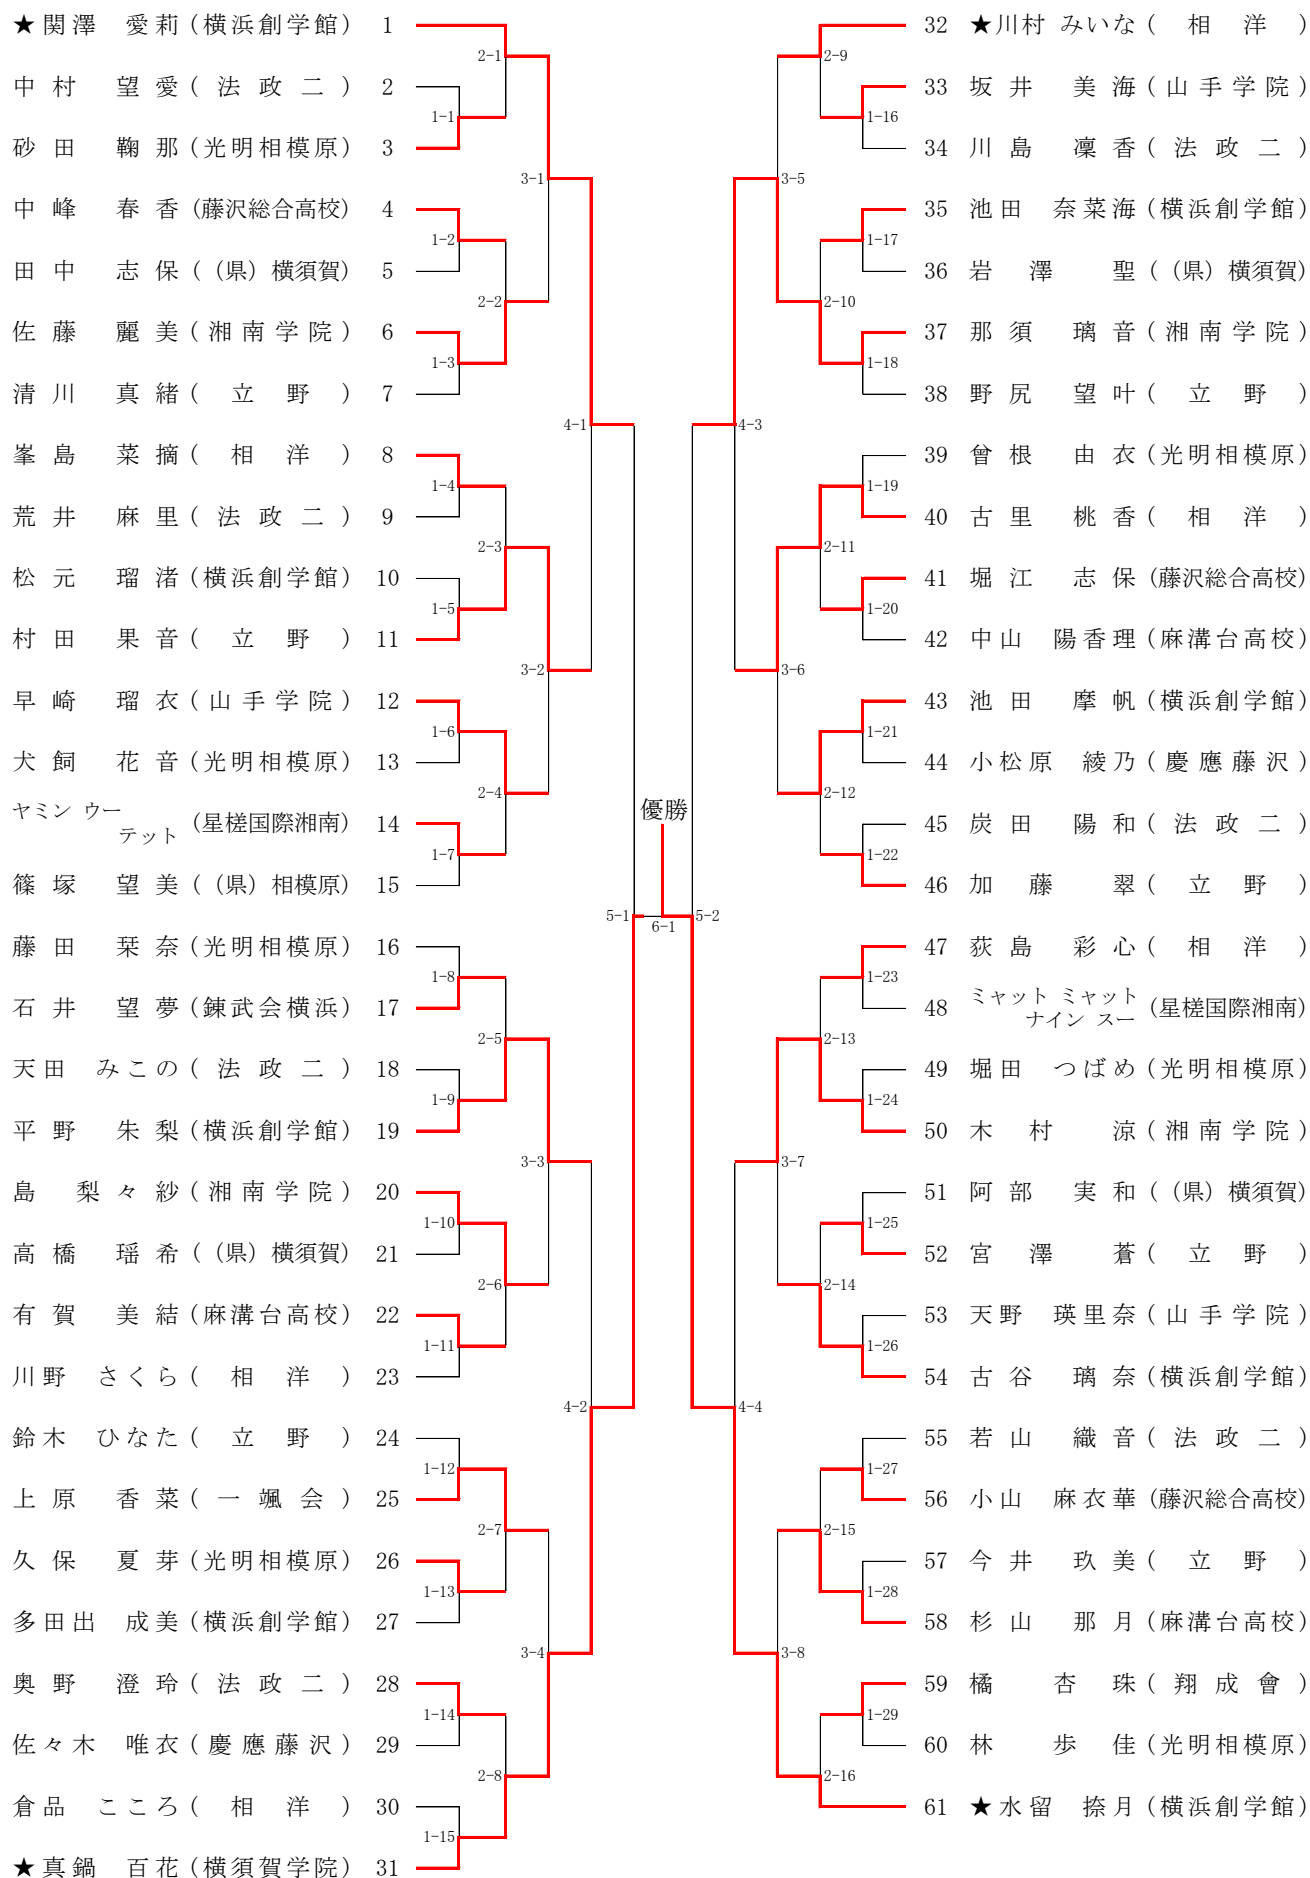 ★関澤 愛莉(横浜創学館) 1
中村 望愛(法政二) 2
砂田 鞠那(光明相模原) 3
中峰 春香(藤沢総合高校) 4
田中 志保((県)横須賀) 5
佐藤 麗美(湘南学院) 6
清川 真緒(立野) 7
峯島 菜摘(相洋) 8
荒井 麻里(法政二) 9
松元 瑠渚(横浜創学館) 10
村田 果音(立野) 11
早崎 瑠衣(山手学院) 12
犬飼 花音(光明相模原) 13
ヤミン ウー テット (星槎国際湘南) 14
篠塚 望美((県)相模原) 15
藤田 栞奈(光明相模原) 16
石井 望夢(錬武会横浜) 17
天田 みこの(法政二) 18
平野 朱梨(横浜創学館) 19
島 梨々紗(湘南学院) 20
高橋 瑶希((県)横須賀) 21
有賀 美結(麻溝台高校) 22
川野 さくら(相洋) 23
鈴木 ひなた(立野) 24
上原 香菜(一颯会) 25
久保 夏芽(光明相模原) 26
多田出 成美(横浜創学館) 27
奥野 澄玲(法政二) 28
佐々木 唯衣(慶應藤沢) 29
倉品 こころ(相洋) 30
★真鍋 百花(横須賀学院) 31
1-1
1-2
1-3
1-4
1-5
1-6
1-7
1-8
1-9
1-10
1-11
1-12
1-13
1-14
1-15
2-1
2-2
2-3
2-4
2-5
2-6
2-7
2-8
3-1
3-2
3-3
3-4
4-1
4-2
5-1
優勝
6-1
5-2
4-3
4-4
3-5
3-6
3-7
3-8
2-9
2-10
2-11
2-12
2-13
2-14
2-15
2-16
1-16
1-17
1-18
1-19
1-20
1-21
1-22
1-23
1-24
1-25
1-26
1-27
1-28
1-29
32 ★川村 みいな(相洋)
33 坂井 美海(山手学院)
34 川島 凜香(法政二)
35 池田 奈菜海(横浜創学館)
36 岩澤 聖((県)横須賀)
37 那須 璃音(湘南学院)
38 野尻 望叶(立野)
39 曾根 由衣(光明相模原)
40 古里 桃香(相洋)
41 堀江 志保(藤沢総合高校)
42 中山 陽香理(麻溝台高校)
43 池田 摩帆(横浜創学館)
44 小松原 綾乃(慶應藤沢)
45 炭田 陽和(法政二)
46 加藤 翠(立野)
47 荻島 彩心(相洋)
48 ミャット ミャット ナイン スー (星槎国際湘南)
49 堀田 つばめ(光明相模原)
50 木村 涼(湘南学院)
51 阿部 実和((県)横須賀)
52 宮澤 蒼(立野)
53 天野 瑛里奈(山手学院)
54 古谷 璃奈(横浜創学館)
55 若山 織音(法政二)
56 小山 麻衣華(藤沢総合高校)
57 今井 玖美(立野)
58 杉山 那月(麻溝台高校)
59 橘 杏珠(翔成會)
60 林 歩佳(光明相模原)
61 ★水留 捺月(横浜創学館)